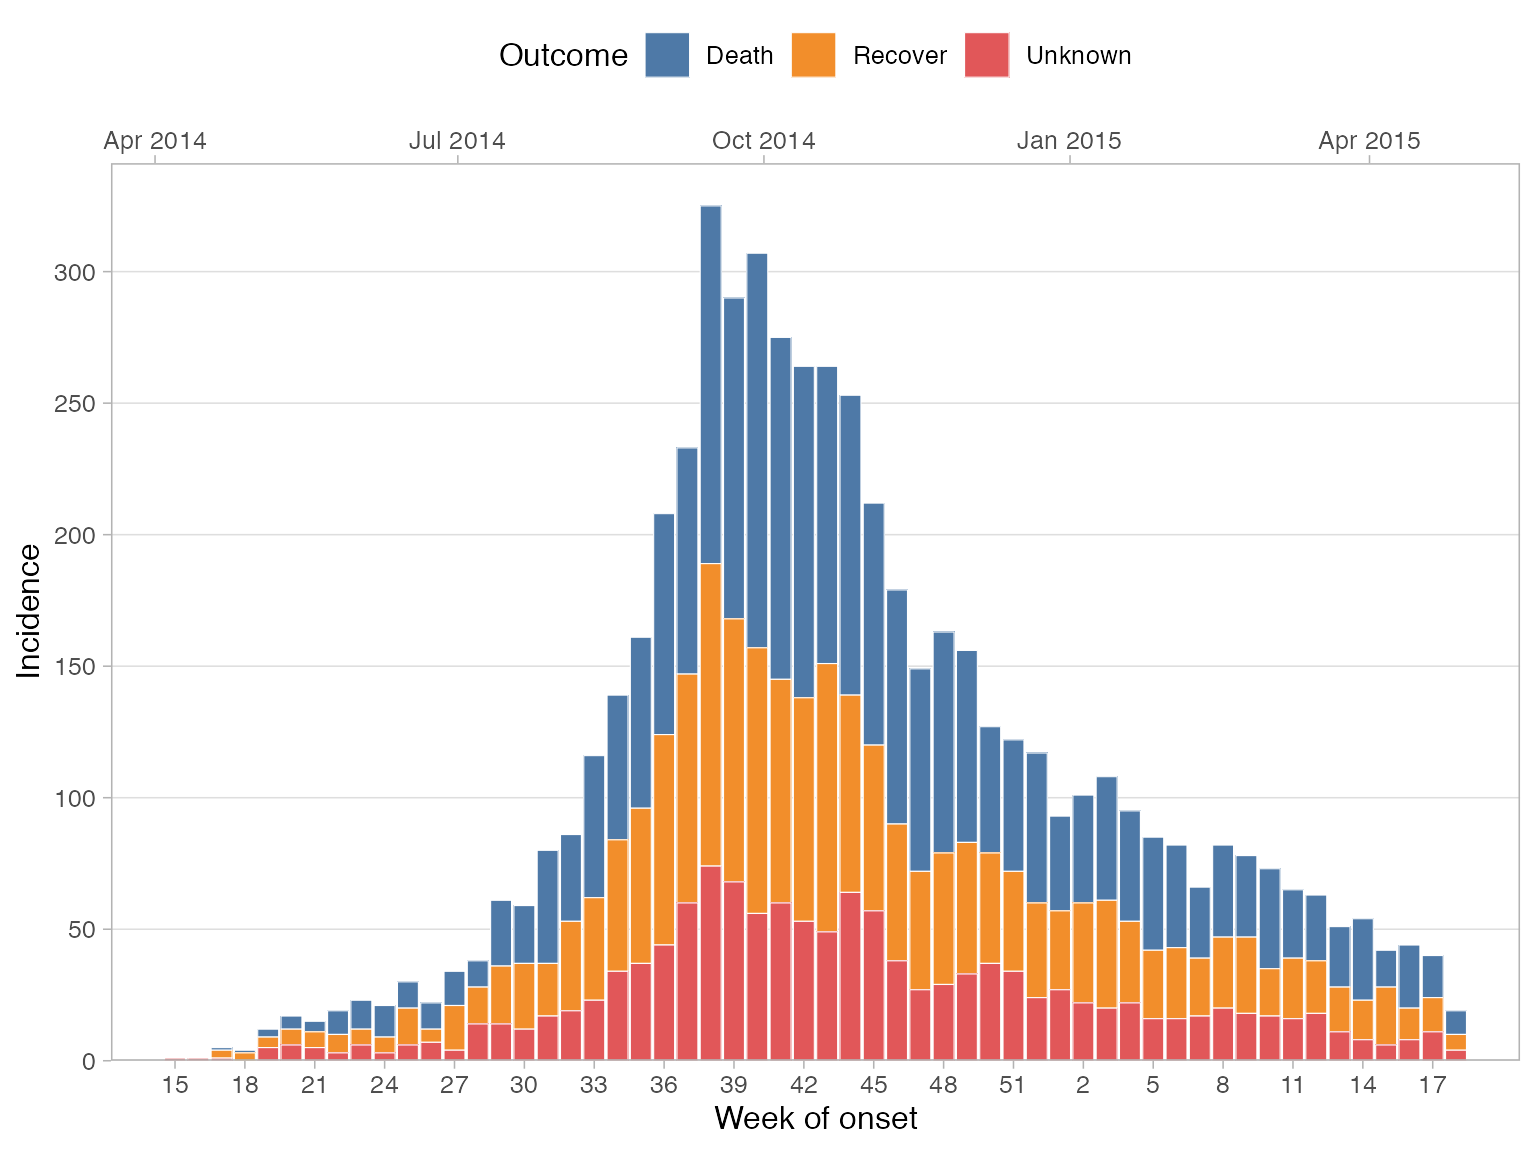 Outcome Death Recover Unknown
Apr 2014 Jul 2014 Oct 2014 Jan 2015 Apr 2015
300
250
200
150
100
50
0
Incidence
15 18 21 24 27 30 33 36 39 42 45 48 51 2 5 8 11 14 17
Week of onset